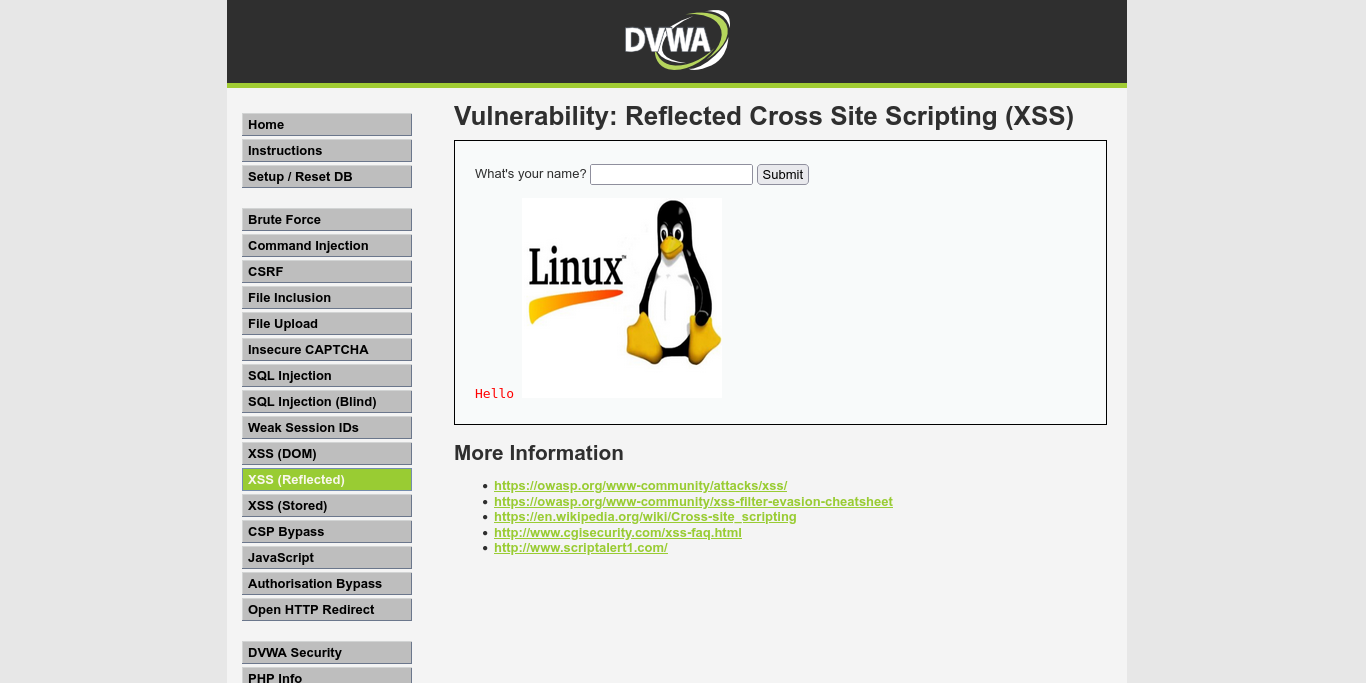 DVWA
Vulnerability: Reflected Cross Site Scripting (XSS)
Home
Instructions
Setup / Reset DB
Brute Force
Command Injection
CSRF
File Inclusion
File Upload
Insecure CAPTCHA
SQL Injection
SQL Injection (Blind)
Weak Session IDs
XSS (DOM)
XSS (Reflected)
XSS (Stored)
CSP Bypass
JavaScript
Authorisation Bypass
Open HTTP Redirect
DVWA Security
PHP Info
What's your name? Submit
Linux™
Hello
More Information
https://owasp.org/www-community/attacks/xss/
https://owasp.org/www-community/xss-filter-evasion-cheatsheet
https://en.wikipedia.org/wiki/Cross-site_scripting
http://www.cgisecurity.com/xss-faq.html
http://www.scriptalert1.com/